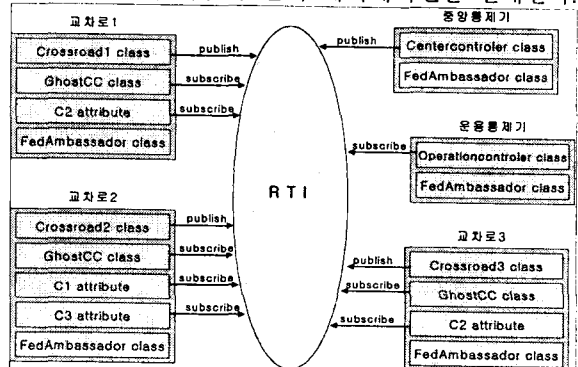 교차로1
Crossroad1 class
publish
GhostCC class
subscribe
C2 attribute
subscribe
FedAmbassador class
교차로2
Crossroad2 class
publish
GhostCC class
subscribe
C1 attribute
subscribe
C3 attribute
subscribe
FedAmbassador class
RTI
중앙통제기
publish
Centercontroler class
FedAmbassador class
운용통제기
subscribe
Operationcontroler class
FedAmbassador class
교차로3
publish
Crossroad3 class
subscribe
GhostCC class
subscribe
C2 attribute
FedAmbassador class